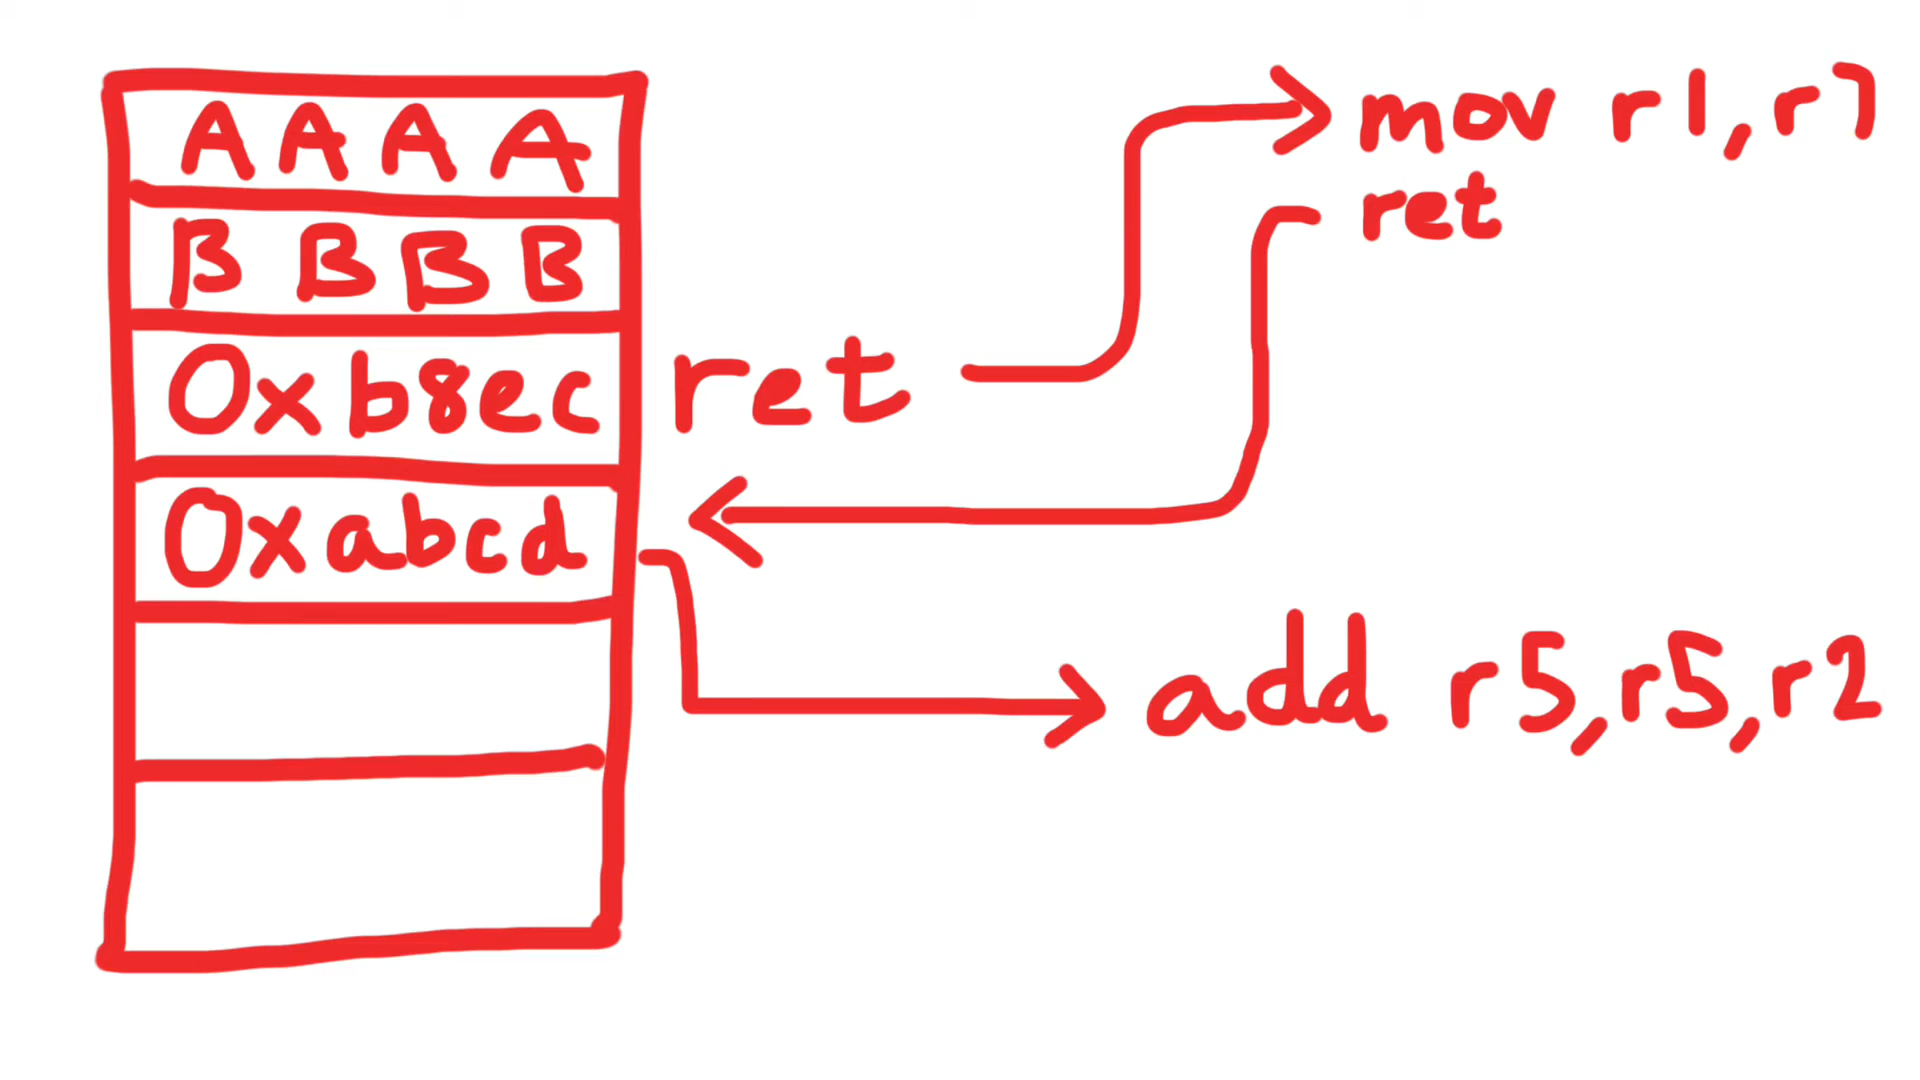 AAAA
BBBB
0xb8ec ret
0xabcd
mov r1,r7
ret
add r5,r5,r2